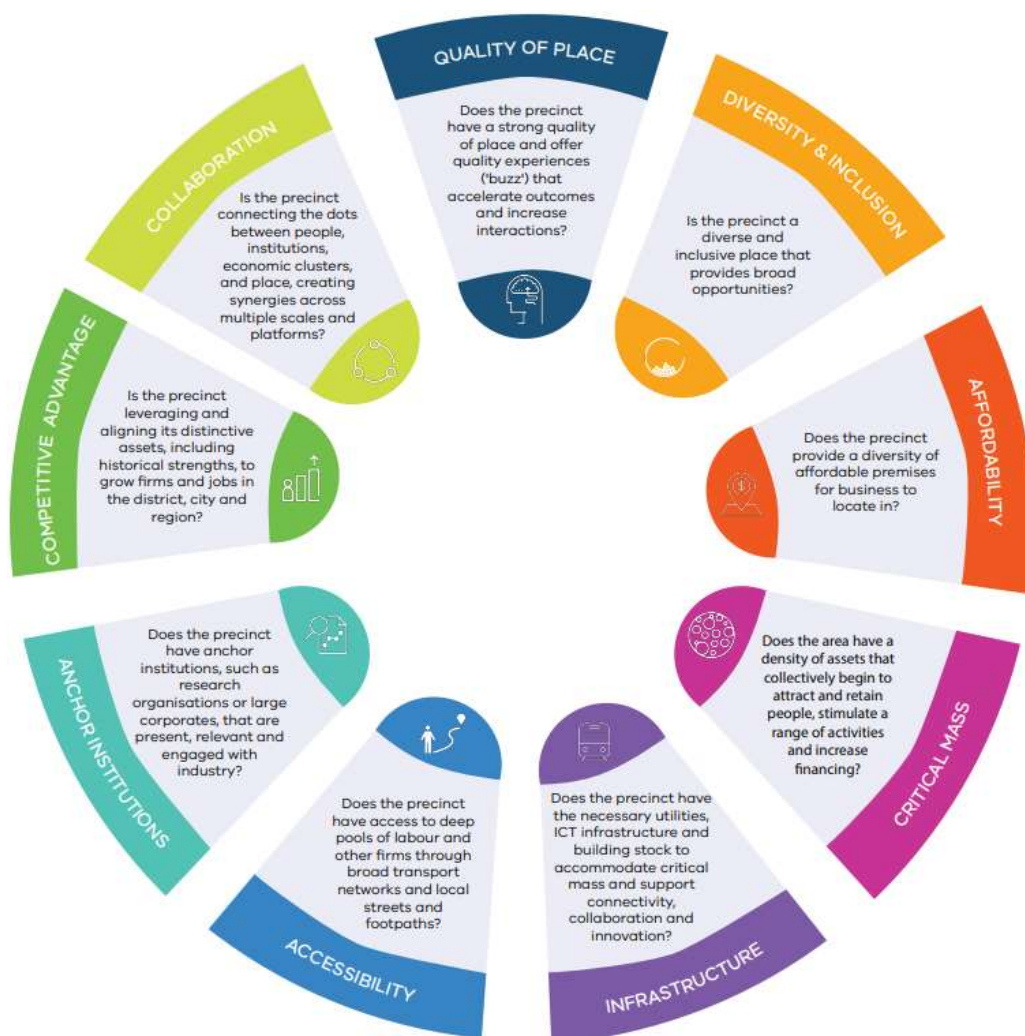 QUALITY OF PLACE
Does the precinct
have a strong quality
of place and offer
quality experiences
('buzz') that
accelerate outcomes
and increase
interactions?
DIVERSITY & INCLUSION
Is the precinct a
diverse and
inclusive place that
provides broad
opportunities?
AFFORDABILITY
Does the precinct
provide a diversity of
affordable premises
for business to
locate in?
CRITICAL MASS
Does the area have a
density of assets that
collectively begin to
attract and retain
people, stimulate a
range of activities
and increase
financing?
INFRASTRUCTURE
Does the precinct have
the necessary utilities,
ICT infrastructure and
building stock to
accommodate critical
mass and support
connectivity,
collaboration and
innovation?
ACCESSIBILITY
Does the precinct
have access to deep
pools of labour and
other firms through
broad transport
networks and local
streets and
footpaths?
ANCHOR INSTITUTIONS
Does the precinct
have anchor
institutions, such as
research
organisations or large
corporates, that are
present, relevant and
engaged with
industry?
COMPETITIVE ADVANTAGE
Is the precinct
leveraging and
aligning its distinctive
assets, including
historical strengths, to
grow firms and jobs in
the district, city and
region?
COLLABORATION
Is the precinct
connecting the dots
between people,
institutions,
economic clusters,
and place, creating
synergies across
multiple scales and
platforms?